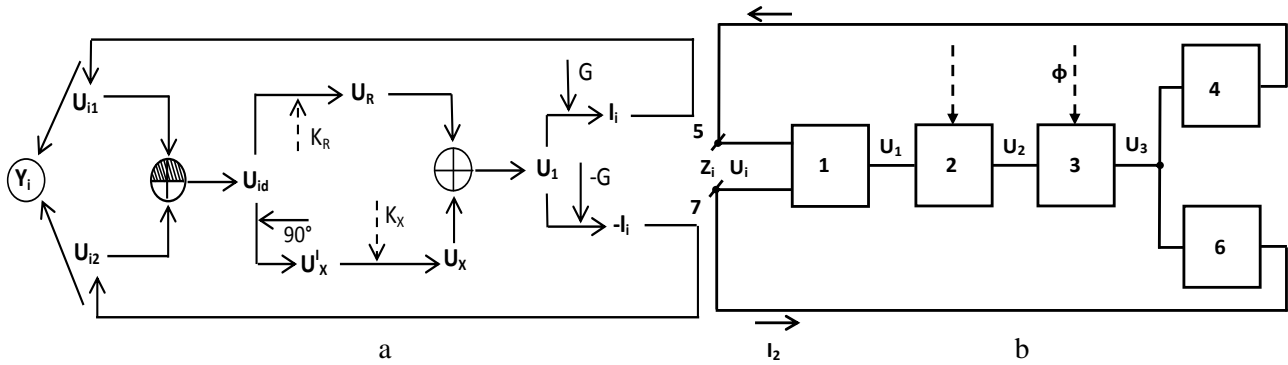 U_i1
U_R
G
I_i
K_R
Y_i
U_id
U_1
-G
90°
K_X
-I_i
U_i2
U^I_X
U_X
a
ϕ
4
5
1
U_1
2
U_2
3
U_3
Z_i
U_i
7
6
I_2
b